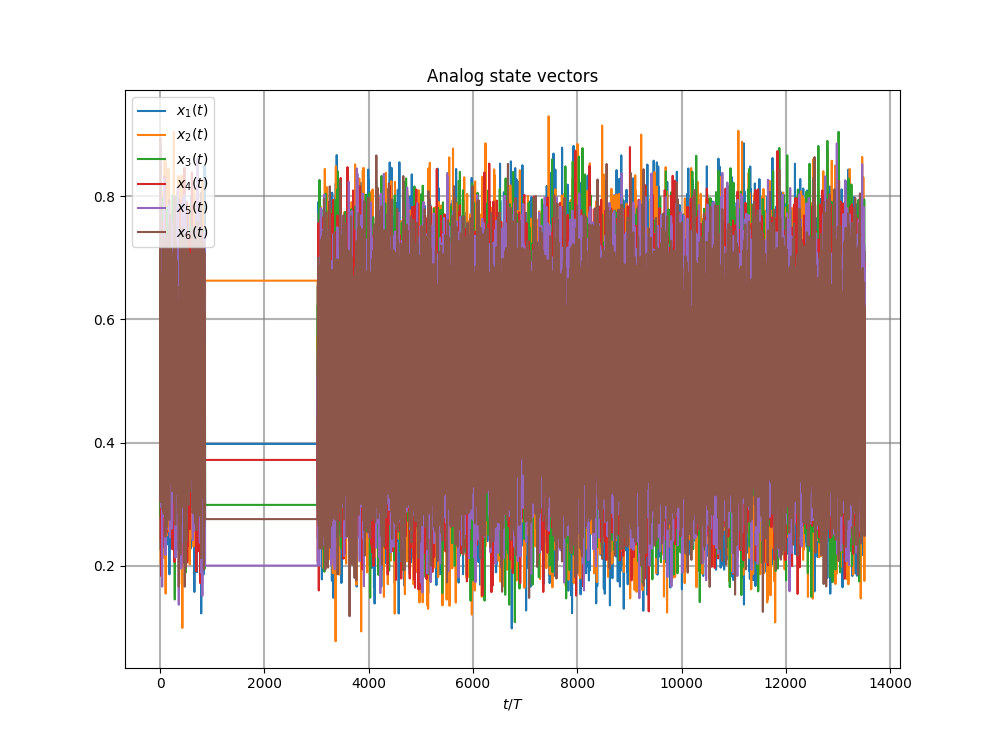 Analog state vectors
x₁(t)
x₂(t)
x₃(t)
x₄(t)
x₅(t)
x₆(t)
0.8
0.6
0.4
0.2
0 2000 4000 6000 8000 10000 12000 14000
t/T